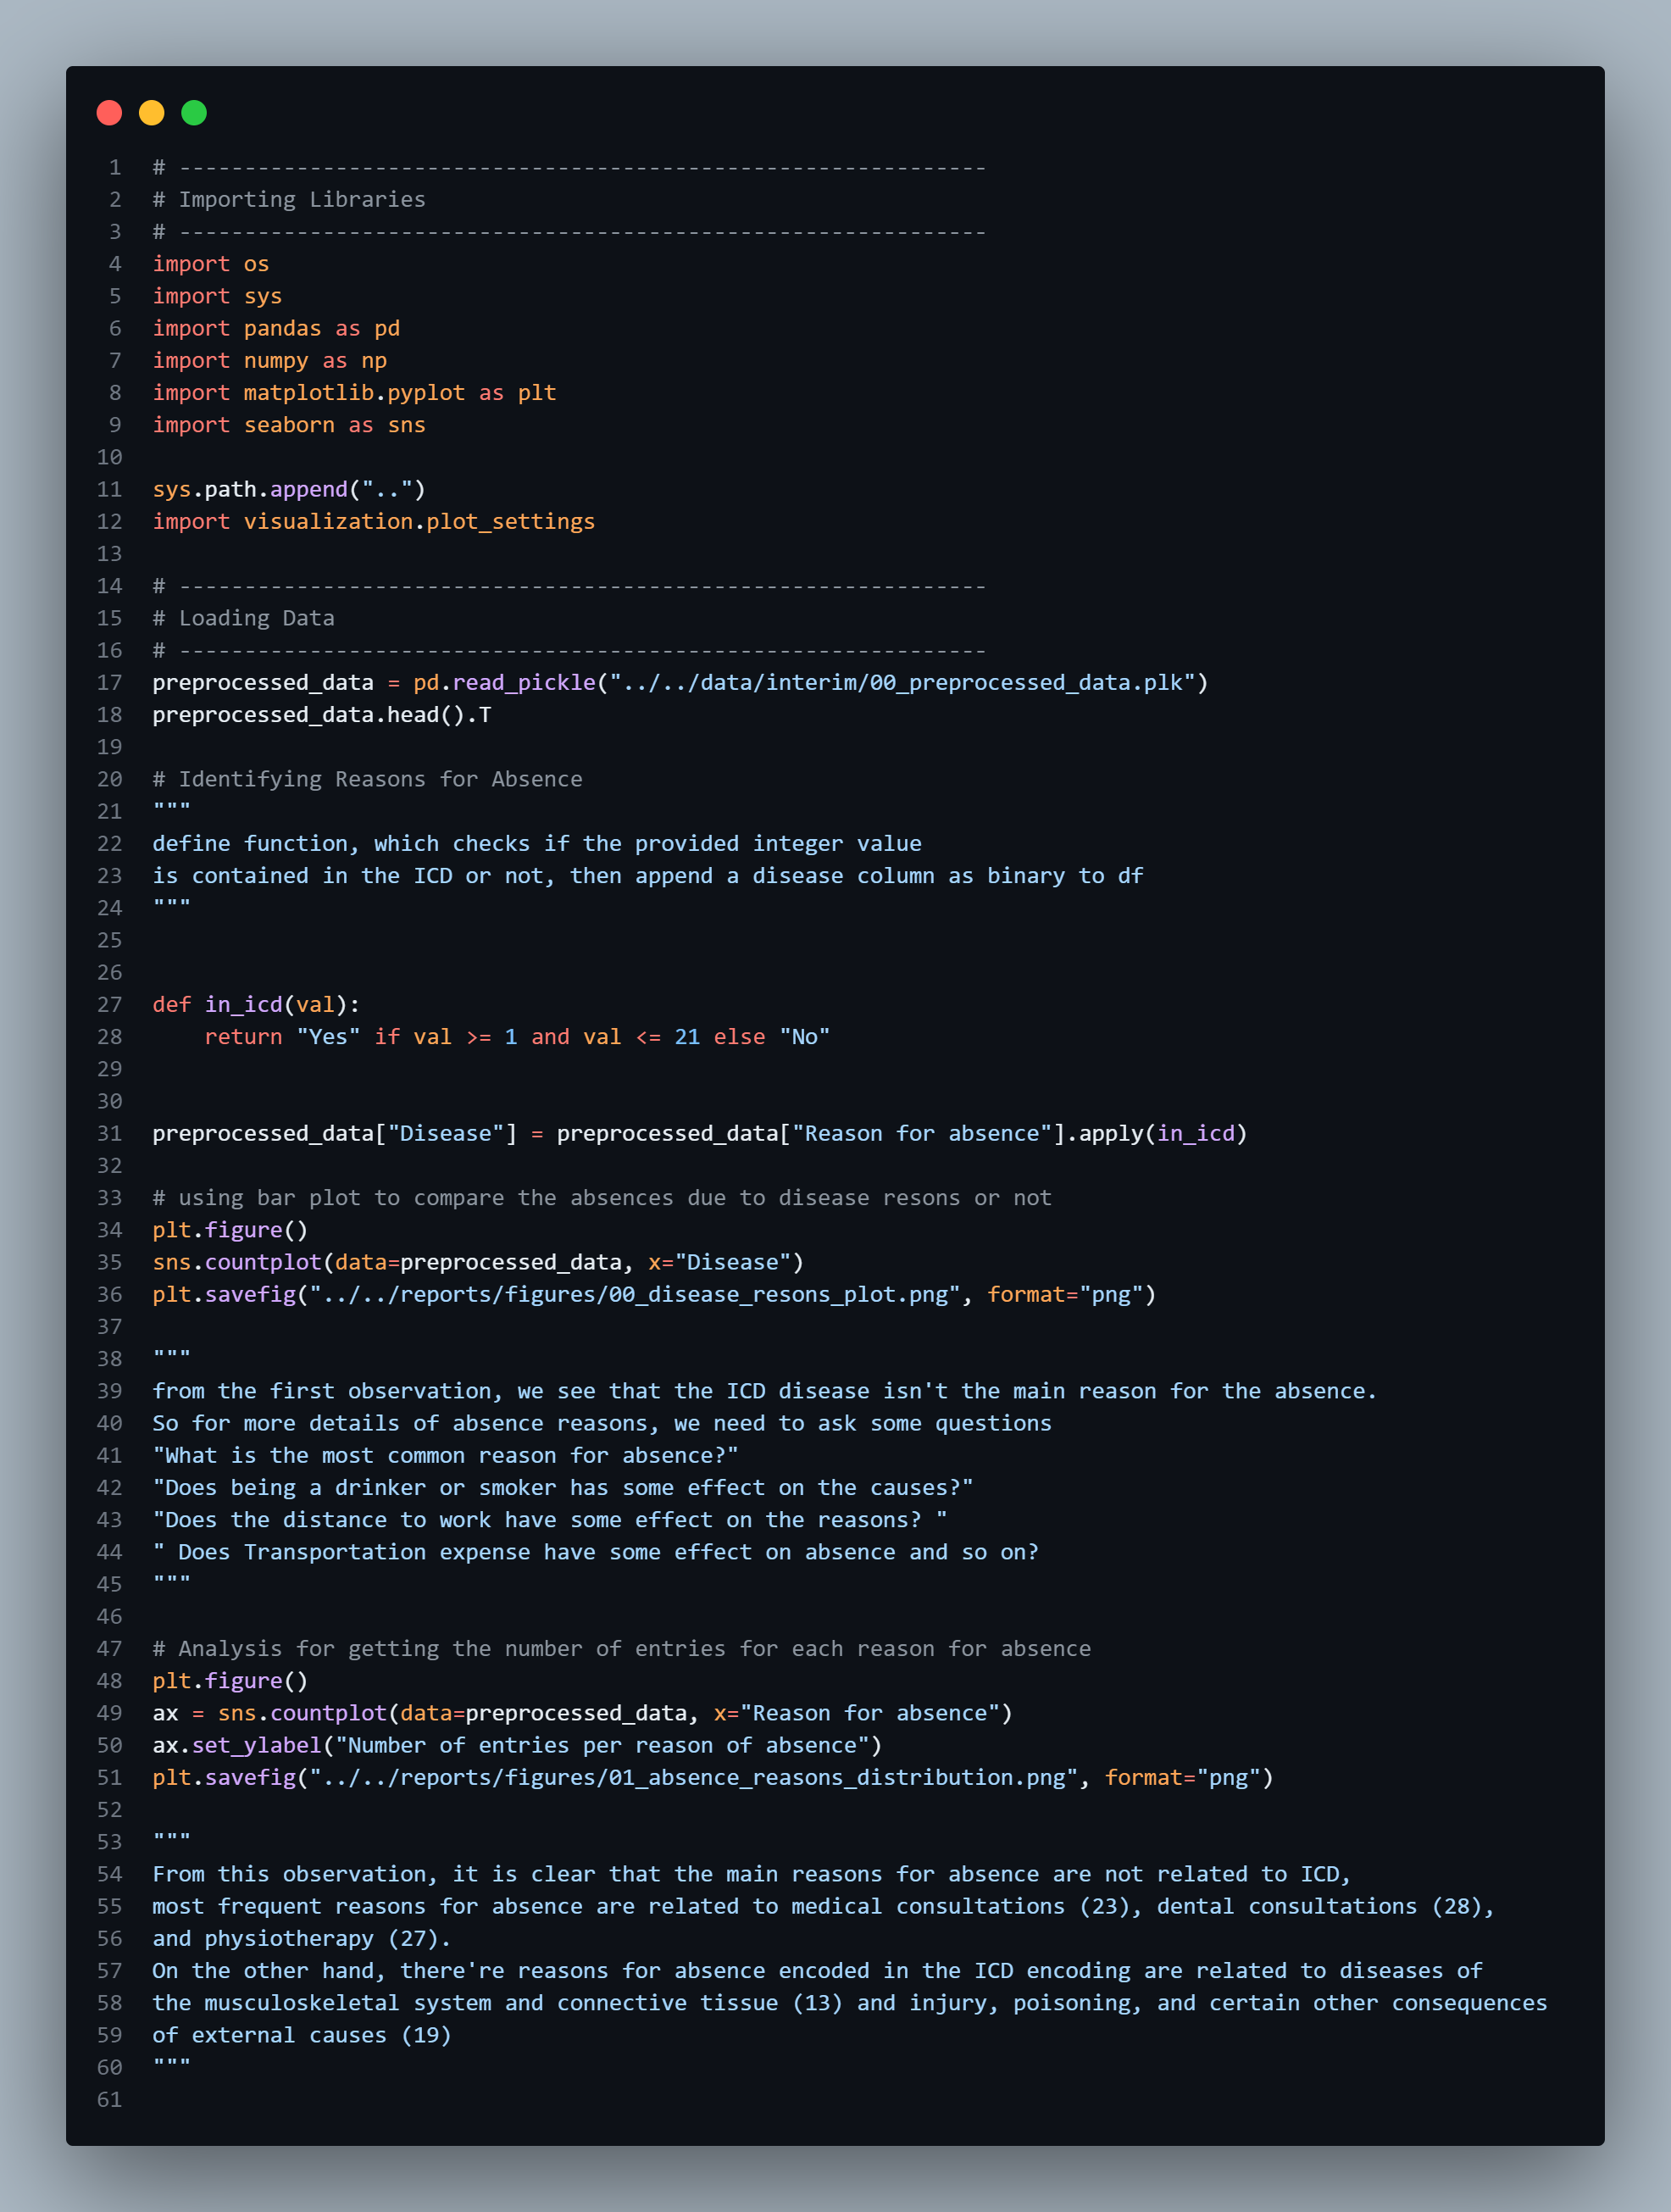 1 # --------------------------------------------------------------
2 # Importing Libraries
3 # --------------------------------------------------------------
4 import os
5 import sys
6 import pandas as pd
7 import numpy as np
8 import matplotlib.pyplot as plt
9 import seaborn as sns
10
11 sys.path.append("..")
12 import visualization.plot_settings
13
14 # --------------------------------------------------------------
15 # Loading Data
16 # --------------------------------------------------------------
17 preprocessed_data = pd.read_pickle("../../data/interim/00_preprocessed_data.plk")
18 preprocessed_data.head().T
19
20 # Identifying Reasons for Absence
21 """
22 define function, which checks if the provided integer value
23 is contained in the ICD or not, then append a disease column as binary to df
24 """
25
26
27 def in_icd(val):
28     return "Yes" if val >= 1 and val <= 21 else "No"
29
30
31 preprocessed_data["Disease"] = preprocessed_data["Reason for absence"].apply(in_icd)
32
33 # using bar plot to compare the absences due to disease resons or not
34 plt.figure()
35 sns.countplot(data=preprocessed_data, x="Disease")
36 plt.savefig("../../reports/figures/00_disease_resons_plot.png", format="png")
37
38 """
39 from the first observation, we see that the ICD disease isn't the main reason for the absence.
40 So for more details of absence reasons, we need to ask some questions
41 "What is the most common reason for absence?"
42 "Does being a drinker or smoker has some effect on the causes?"
43 "Does the distance to work have some effect on the reasons? "
44 " Does Transportation expense have some effect on absence and so on?
45 """
46
47 # Analysis for getting the number of entries for each reason for absence
48 plt.figure()
49 ax = sns.countplot(data=preprocessed_data, x="Reason for absence")
50 ax.set_ylabel("Number of entries per reason of absence")
51 plt.savefig("../../reports/figures/01_absence_reasons_distribution.png", format="png")
52
53 """
54 From this observation, it is clear that the main reasons for absence are not related to ICD,
55 most frequent reasons for absence are related to medical consultations (23), dental consultations (28),
56 and physiotherapy (27).
57 On the other hand, there're reasons for absence encoded in the ICD encoding are related to diseases of
58 the musculoskeletal system and connective tissue (13) and injury, poisoning, and certain other consequences
59 of external causes (19)
60 """
61